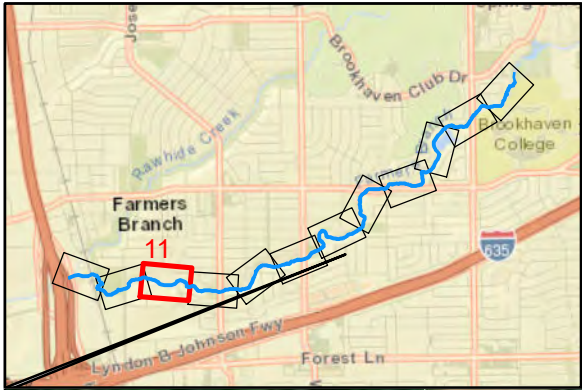 Brookhaven Club Dr
Rawhide Creek
Brookhaven
College
Farmers
Branch
11
635
Lyndon B Johnson Fwy
Forest Ln